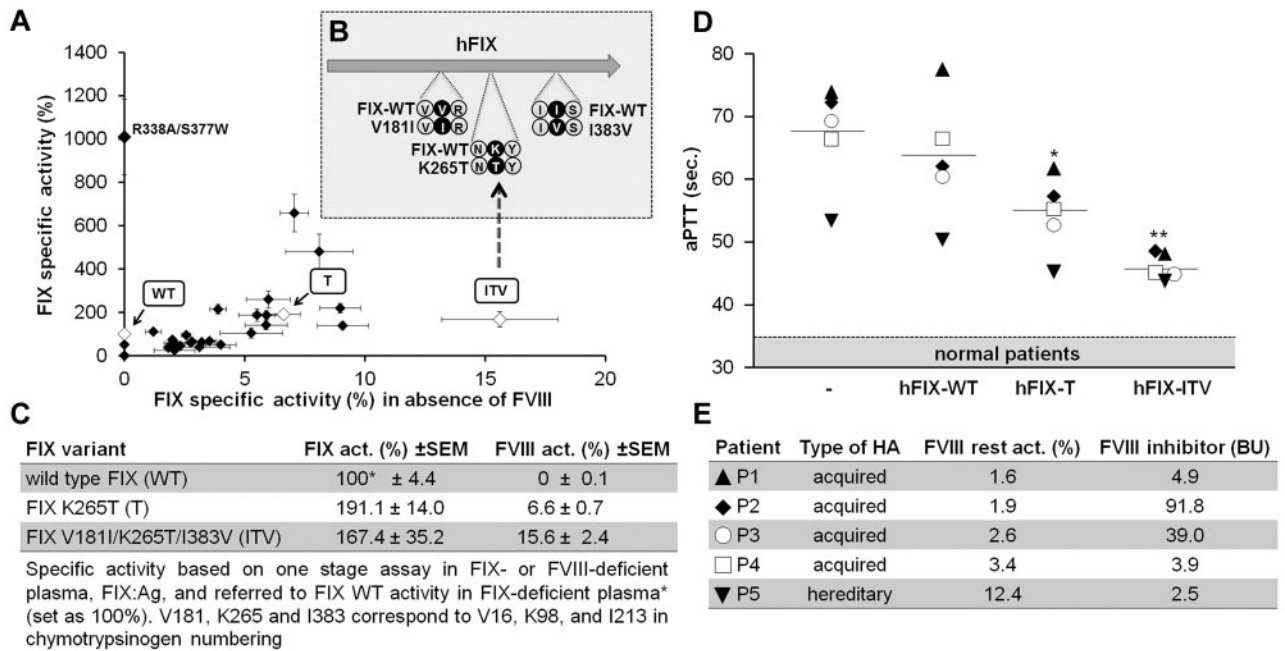 A
FIX specific activity (%)
1400
1200
1000
800
600
400
200
0
R338A/S377W
WT
T
ITV
0
5
10
15
20
FIX specific activity (%) in absence of FVIII
B
hFIX
FIX-WT V V R
V181I V I R
FIX-WT N K Y
K265T N T Y
I I S FIX-WT
I V S I383V
C
FIX variant FIX act. (%) ±SEM FVIII act. (%) ±SEM
wild type FIX (WT) 100* ± 4.4 0 ± 0.1
FIX K265T (T) 191.1 ± 14.0 6.6 ± 0.7
FIX V181I/K265T/I383V (ITV) 167.4 ± 35.2 15.6 ± 2.4
Specific activity based on one stage assay in FIX- or FVIII-deficient
plasma, FIX:Ag, and referred to FIX WT activity in FIX-deficient plasma*
(set as 100%). V181, K265 and I383 correspond to V16, K98, and I213 in
chymotrypsinogen numbering
D
aPTT (sec.)
80
70
60
50
40
30
*
**
normal patients
- hFIX-WT hFIX-T hFIX-ITV
E
Patient Type of HA FVIII rest act. (%) FVIII inhibitor (BU)
▲ P1 acquired 1.6 4.9
◆ P2 acquired 1.9 91.8
○ P3 acquired 2.6 39.0
□ P4 acquired 3.4 3.9
▼ P5 hereditary 12.4 2.5